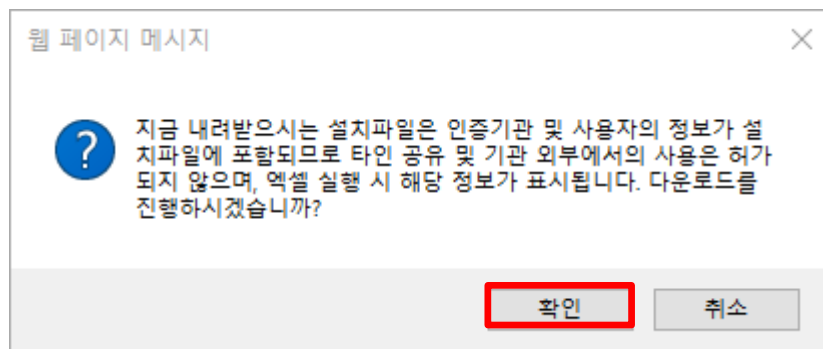 웹 페이지 메시지
지금 내려받으시는 설치파일은 인증기관 및 사용자의 정보가 설
치파일에 포함되므로 타인 공유 및 기관 외부에서의 사용은 허가
되지 않으며, 엑셀 실행 시 해당 정보가 표시됩니다. 다운로드를
진행하시겠습니까?
확인
취소